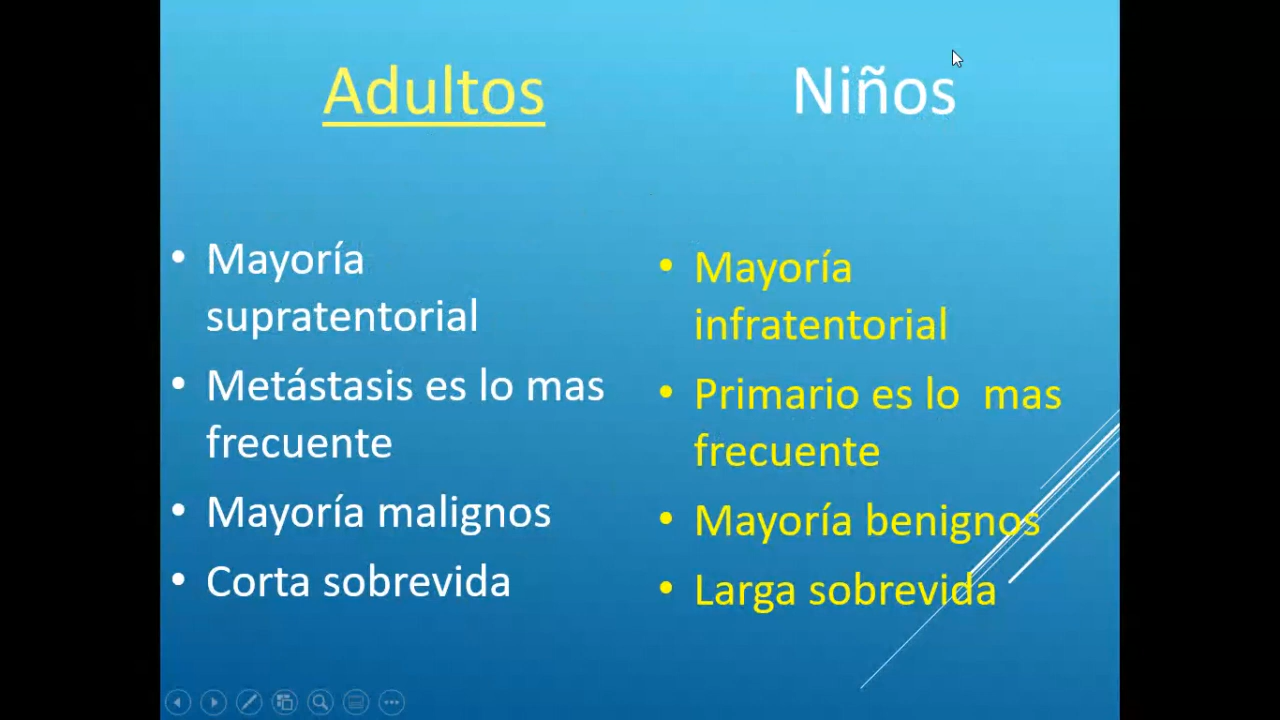 Adultos
Niños
• Mayoría
supratentorial
• Metástasis es lo mas
frecuente
• Mayoría malignos
• Corta sobrevida
• Mayoría
infratentorial
• Primario es lo  mas
frecuente
• Mayoría benignos
• Larga sobrevida